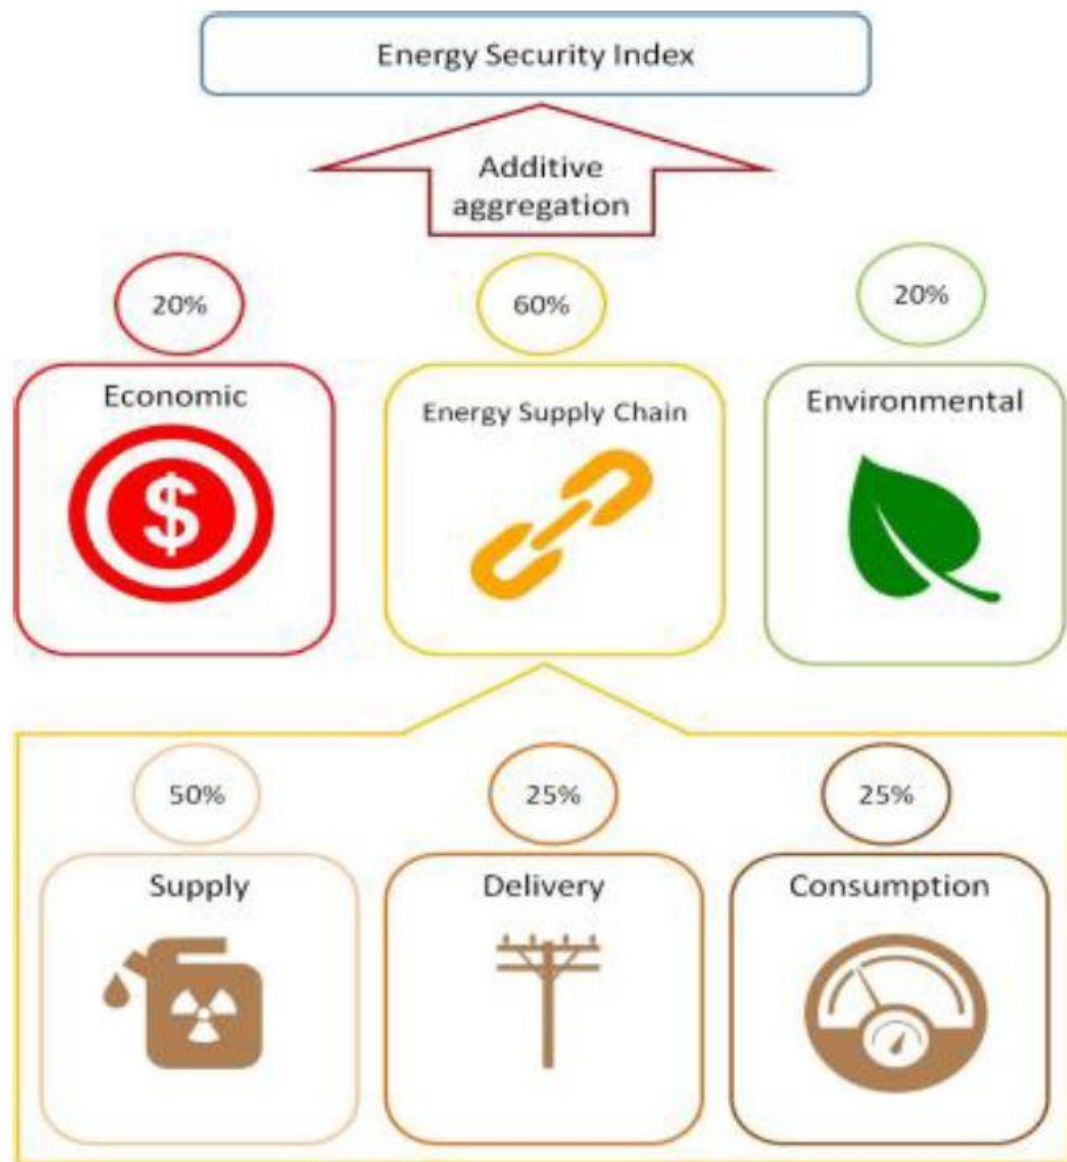 Energy Security Index
Additive
aggregation
20%
60%
20%
Economic
Energy Supply Chain
Environmental
$
50%
25%
25%
Supply
Delivery
Consumption